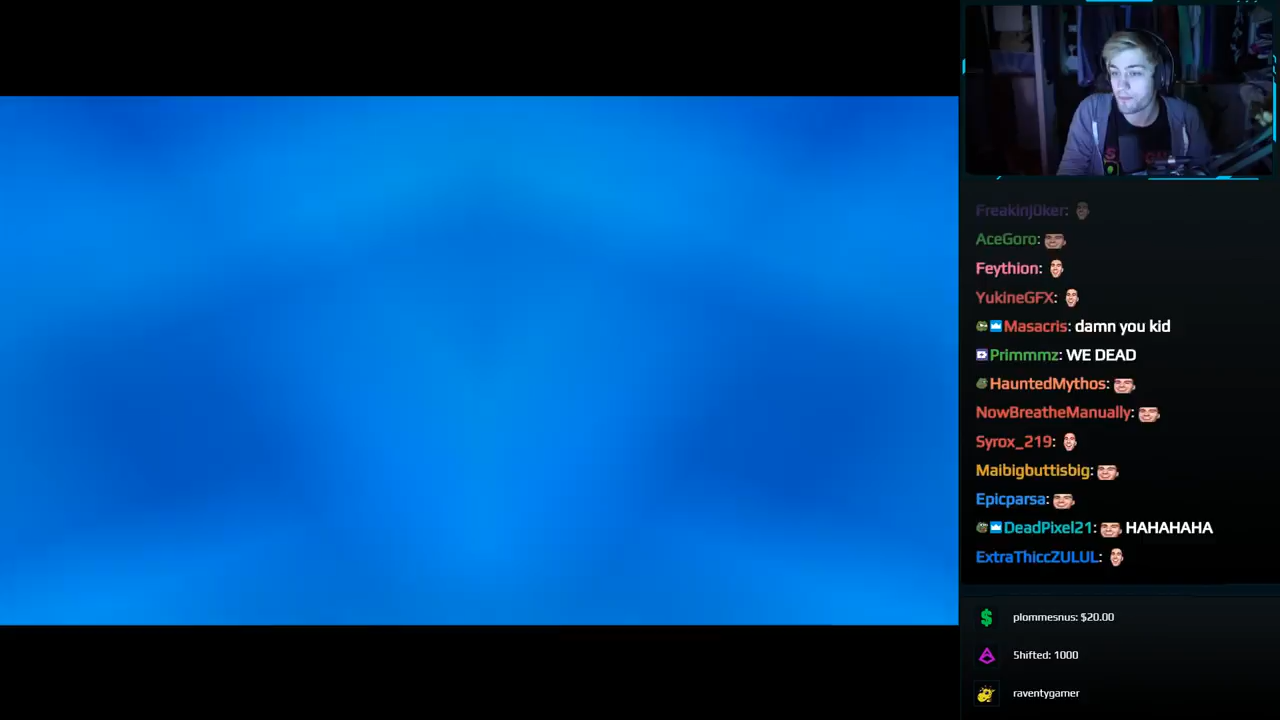 FreakinJ0ker:
AceGoro:
Feythion:
YukineGFX:
Masacris: damn you kid
Primmmz: WE DEAD
HauntedMythos:
NowBreatheManually:
Syrox_219:
Maibigbuttisbig:
Epicparsa:
DeadPixel21: HAHAHAHA
ExtraThiccZULUL:
plommesnus: $20.00
Shifted: 1000
raventygamer